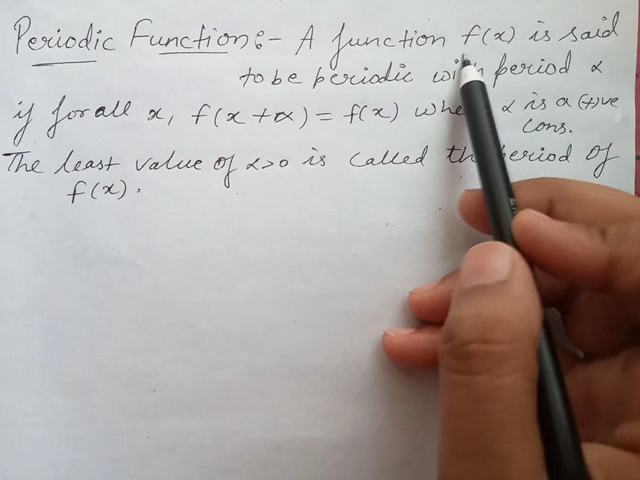 Periodic Function:- A function f(x) is said
to be periodic with period α
if for all x, f(x+α) = f(x) where α is a (+)ve
cons.
The least value of α>0 is called the period of
f(x).